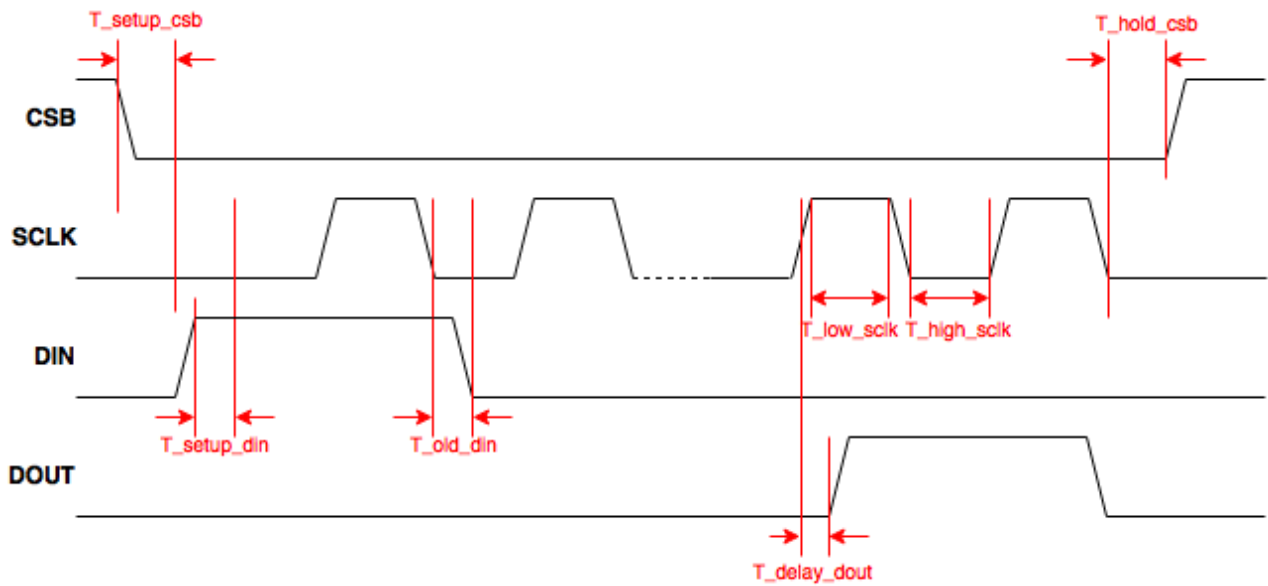 T_setup_csb
T_hold_csb
CSB
SCLK
T_low_sclk T_high_sclk
DIN
T_setup_din
T_old_din
DOUT
T_delay_dout